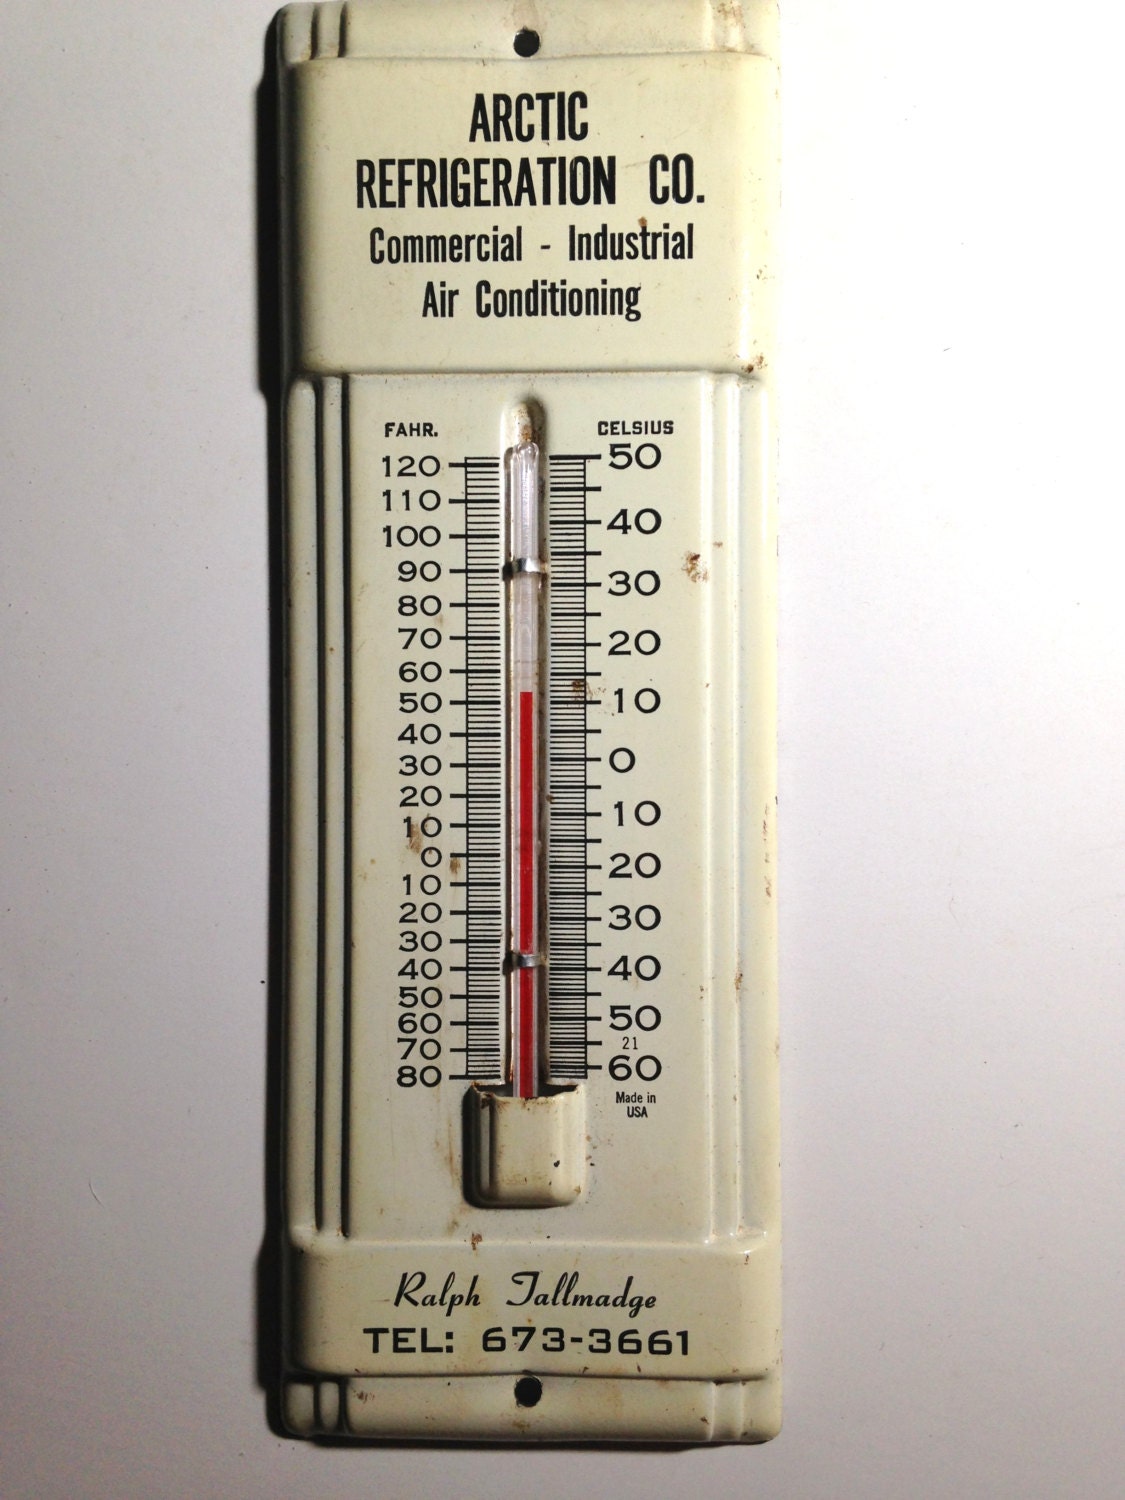 ARCTIC
REFRIGERATION CO.
Commercial - Industrial
Air Conditioning
FAHR. CELSIUS
120 50
110
100 40
90
80 30
70 20
60
50 10
40
30 0
20
10 10
0 20
10
20 30
30
40 40
50
60 50
70 21
80 60
Made in
USA
Ralph Tallmadge
TEL: 673-3661